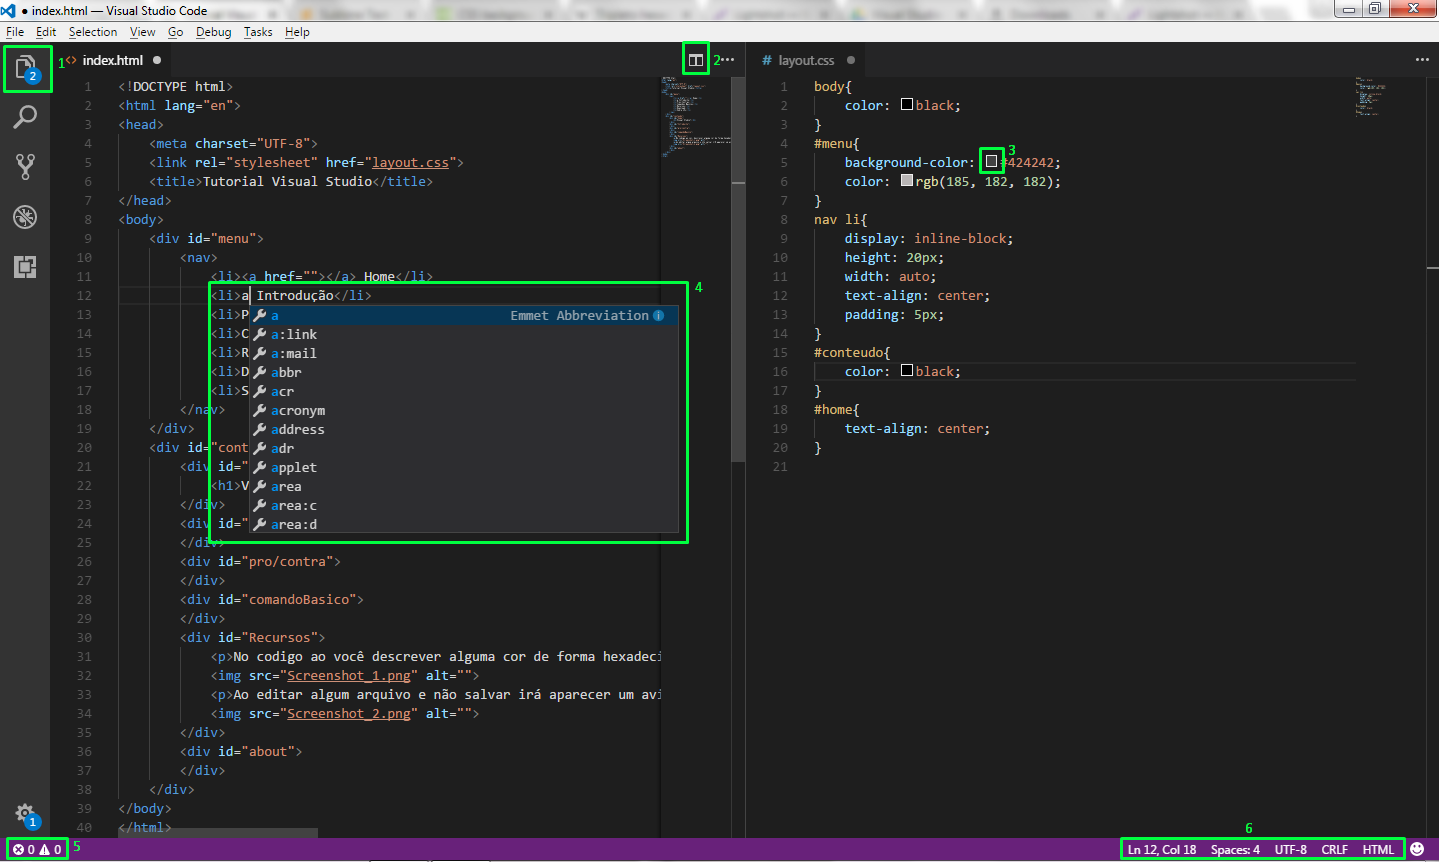 ● index.html — Visual Studio Code
File Edit Selection View Go Debug Tasks Help
2
1
<> index.html ●
2
...
1 <!DOCTYPE html>
2 <html lang="en">
3 <head>
4 <meta charset="UTF-8">
5 <link rel="stylesheet" href="layout.css">
6 <title>Tutorial Visual Studio</title>
7 </head>
8 <body>
9 <div id="menu">
10 <nav>
11 <li><a href=""></a> Home</li>
12 <li>a Introdução</li>
13 <li>P
14 <li>C
15 <li>R
16 <li>D
17 <li>S
18 </nav>
19 </div>
20 <div id="cont
21 <div id="
22 <h1>V
23 </div>
24 <div id="
25 </div>
26 <div id="pro/contra">
27 </div>
28 <div id="comandoBasico">
29 </div>
30 <div id="Recursos">
31 <p>No codigo ao você descrever alguma cor de forma hexadeci
32 <img src="Screenshot_1.png" alt="">
33 <p>Ao editar algum arquivo e não salvar irá aparecer um avi
34 <img src="Screenshot_2.png" alt="">
35 </div>
36 <div id="about">
37 </div>
38 </div>
39 </body>
40 </html>
4
a Emmet Abbreviation
a:link
a:mail
abbr
acr
acronym
address
adr
applet
area
area:c
area:d
# layout.css ●
...
1 body{
2 color: black;
3 }
4 #menu{
3
5 background-color: #424242;
6 color: rgb(185, 182, 182);
7 }
8 nav li{
9 display: inline-block;
10 height: 20px;
11 width: auto;
12 text-align: center;
13 padding: 5px;
14 }
15 #conteudo{
16 color: black;
17 }
18 #home{
19 text-align: center;
20 }
21
1
0 0 5
6
Ln 12, Col 18 Spaces: 4 UTF-8 CRLF HTML